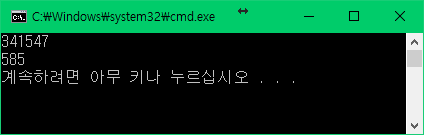 C:₩Windows₩system32₩cmd.exe
341547
585
계속하려면 아무 키나 누르십시오 . . .